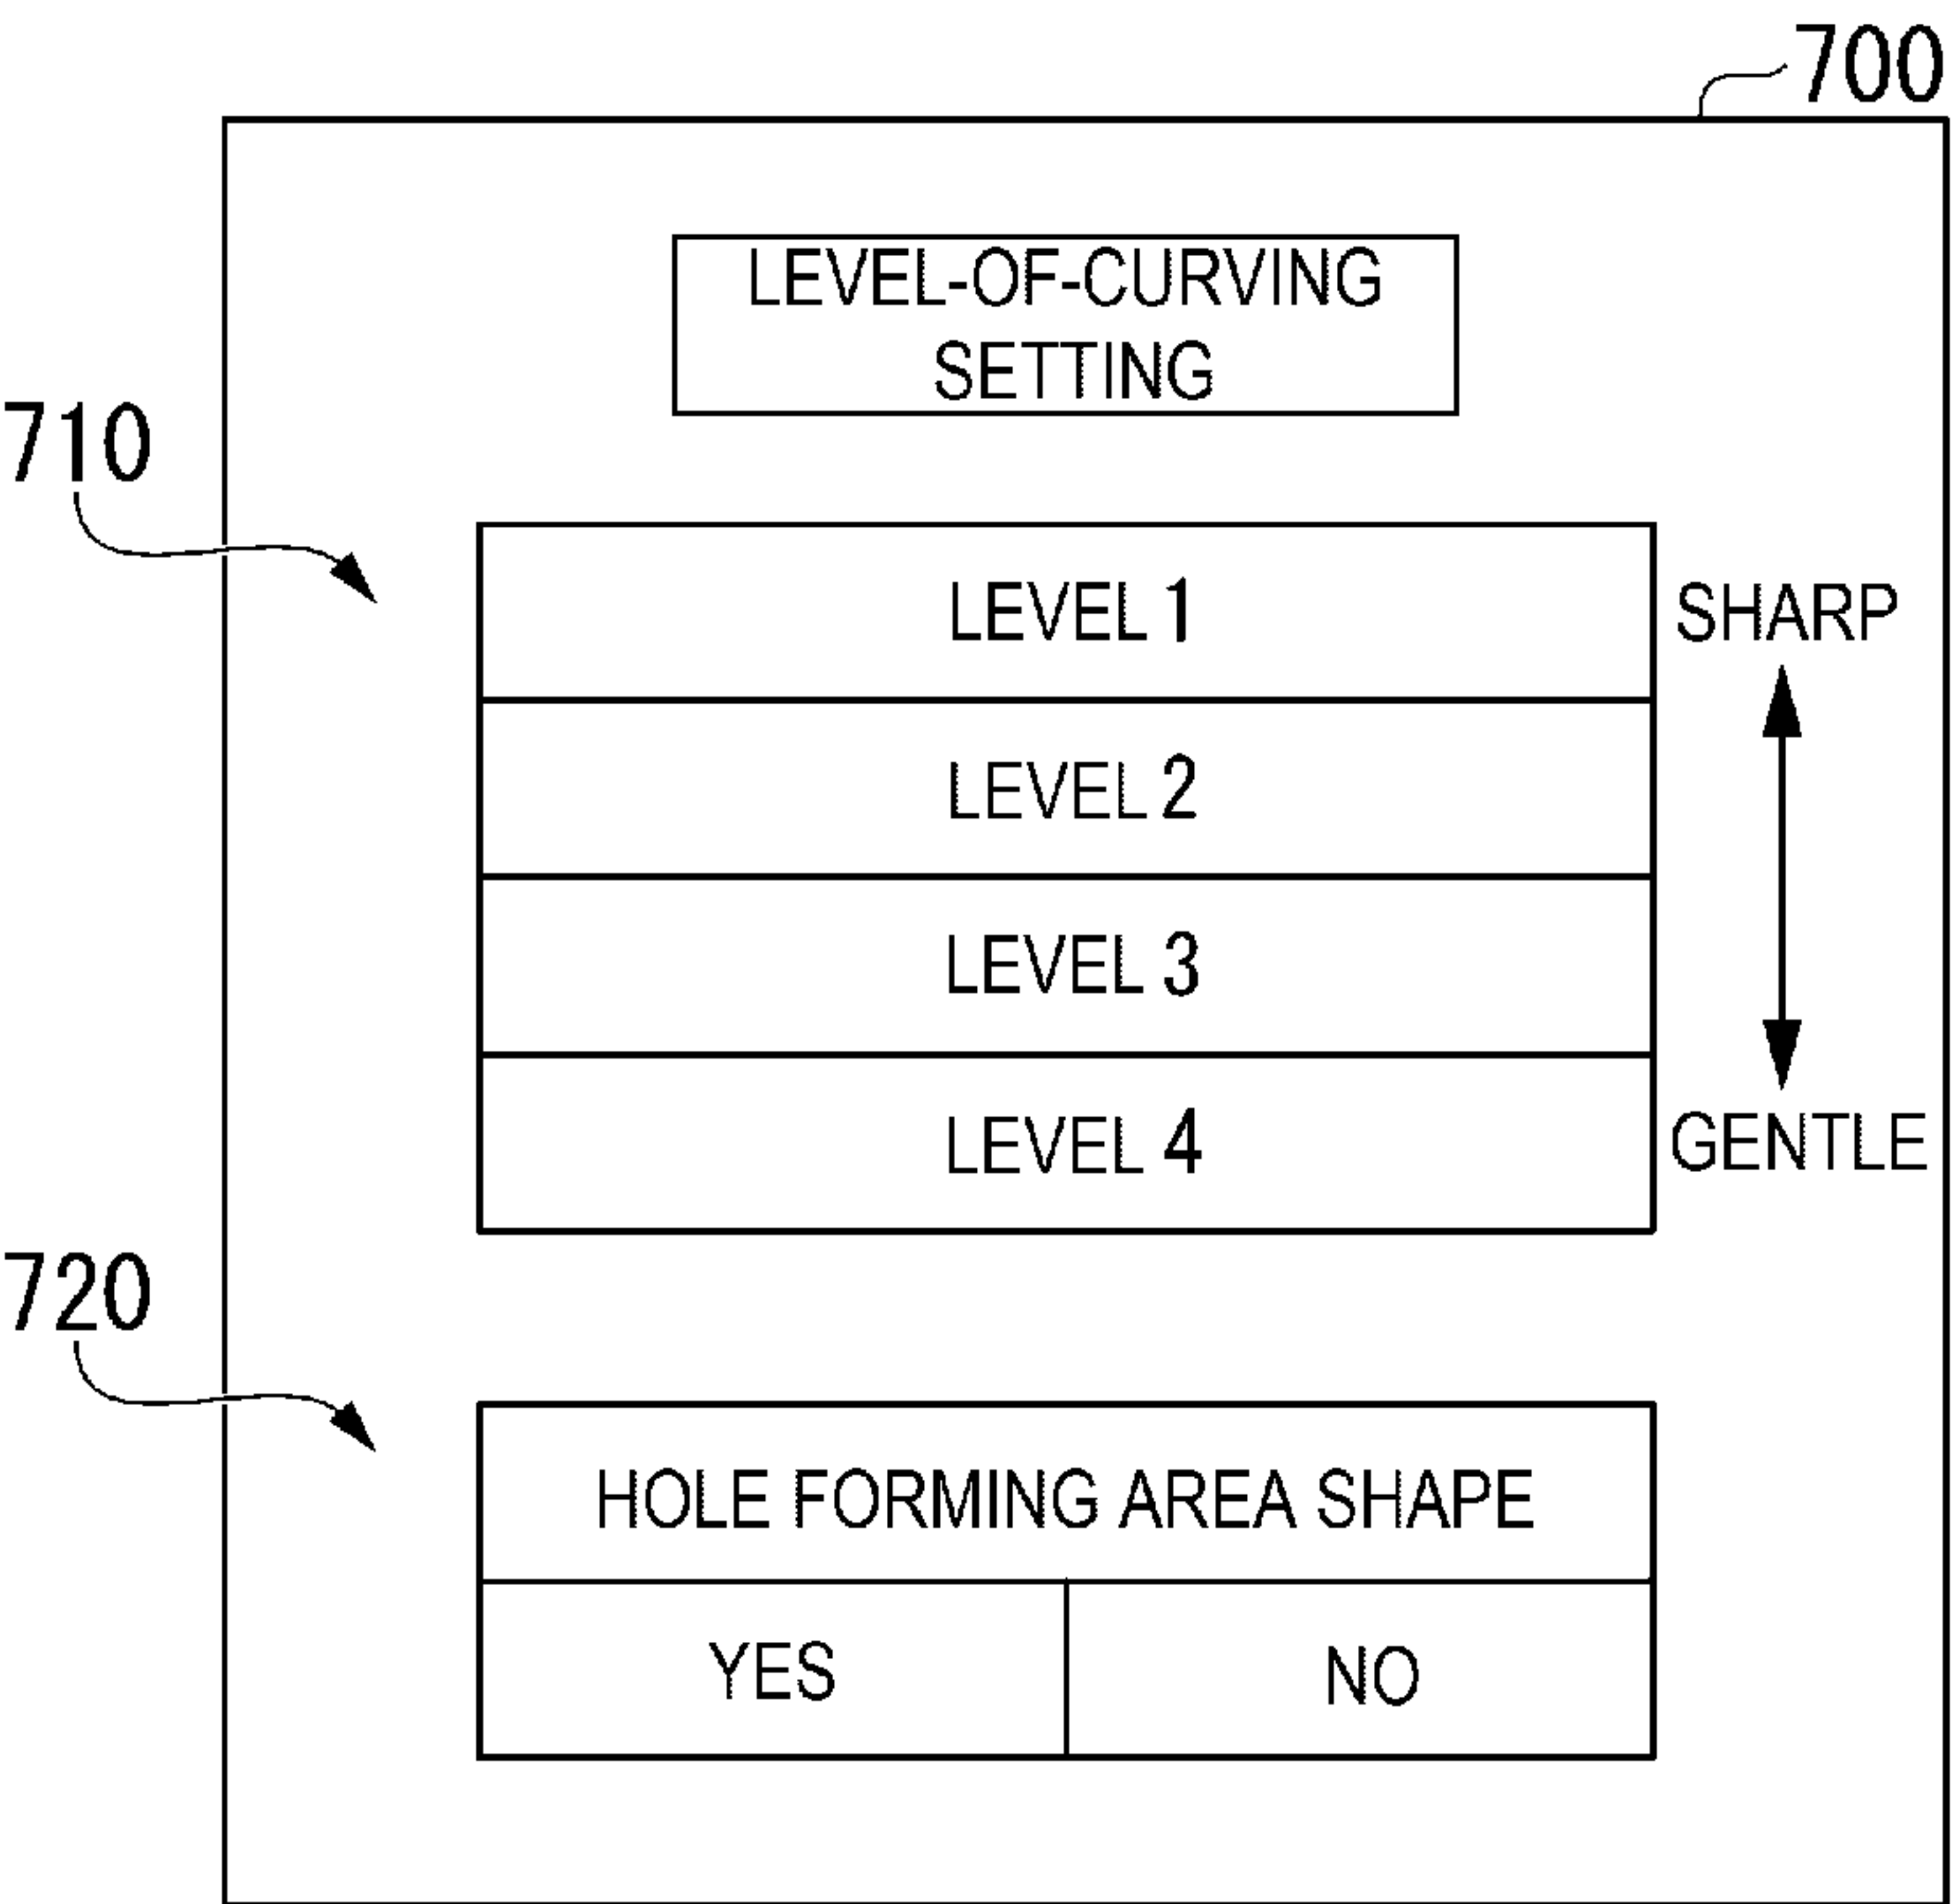 700
LEVEL-OF-CURVING
SETTING
710
LEVEL 1
SHARP
LEVEL 2
LEVEL 3
LEVEL 4
GENTLE
720
HOLE FORMING AREA SHAPE
YES
NO